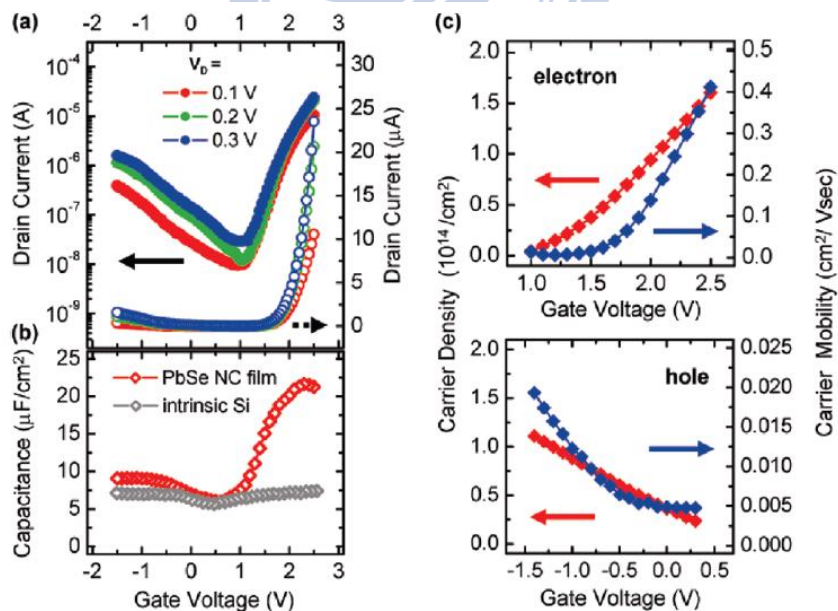 (a)
-2 -1 0 1 2 3
Drain Current (A)
10-4
10-5
10-6
10-7
10-8
10-9
VD =
0.1 V
0.2 V
0.3 V
35
30
25
20
15
10
5
0
Drain Current (μA)
(b)
Capacitance (μF/cm2)
25
20
15
10
5
0
PbSe NC film
intrinsic Si
-2 -1 0 1 2 3
Gate Voltage (V)
(c)
electron
2.0
1.5
1.0
0.5
0.0
0.5
0.4
0.3
0.2
0.1
0.0
1.0 1.5 2.0 2.5
Gate Voltage (V)
Carrier Density (1014/cm2)
Carrier Mobility (cm2/ Vsec)
hole
2.0
1.5
1.0
0.5
0.0
0.025
0.020
0.015
0.010
0.005
0.000
-1.5 -1.0 -0.5 0.0 0.5
Gate Voltage (V)